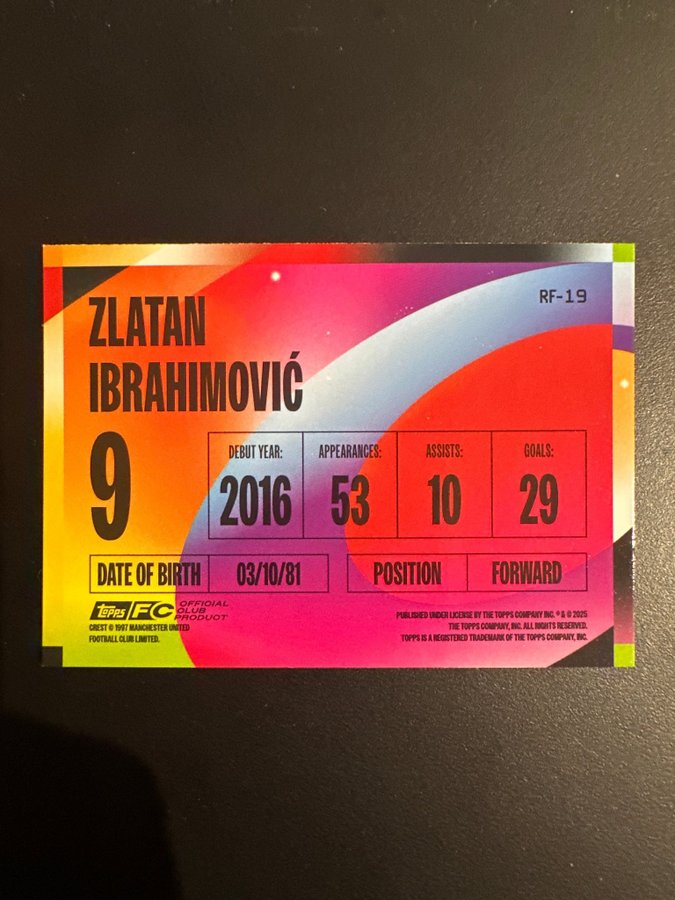 RF-19
ZLATAN
IBRAHIMOVIĆ
9
DEBUT YEAR: APPEARANCES: ASSISTS: GOALS:
2016 53 10 29
DATE OF BIRTH 03/10/81 POSITION FORWARD
Topps FC OFFICIAL CLUB PRODUCT
CREST © 1997 MANCHESTER UNITED
FOOTBALL CLUB LIMITED.
PUBLISHED UNDER LICENSE BY THE TOPPS COMPANY INC. ® & © 2025
THE TOPPS COMPANY, INC. ALL RIGHTS RESERVED.
TOPPS IS A REGISTERED TRADEMARK OF THE TOPPS COMPANY, INC.